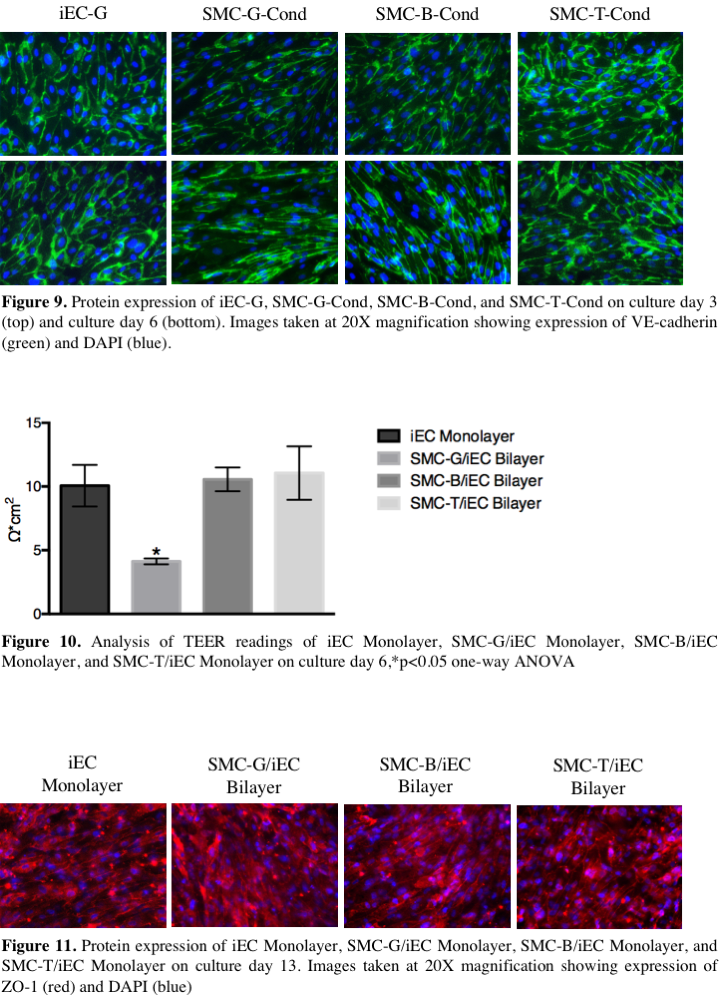 iEC-G SMC-G-Cond SMC-B-Cond SMC-T-Cond
Figure 9. Protein expression of iEC-G, SMC-G-Cond, SMC-B-Cond, and SMC-T-Cond on culture day 3
(top) and culture day 6 (bottom). Images taken at 20X magnification showing expression of VE-cadherin
(green) and DAPI (blue).
15
10
5
0
Ω*cm2
*
iEC Monolayer
SMC-G/iEC Bilayer
SMC-B/iEC Bilayer
SMC-T/iEC Bilayer
Figure 10. Analysis of TEER readings of iEC Monolayer, SMC-G/iEC Monolayer, SMC-B/iEC
Monolayer, and SMC-T/iEC Monolayer on culture day 6,*p<0.05 one-way ANOVA
iEC
Monolayer
SMC-G/iEC
Bilayer
SMC-B/iEC
Bilayer
SMC-T/iEC
Bilayer
Figure 11. Protein expression of iEC Monolayer, SMC-G/iEC Monolayer, SMC-B/iEC Monolayer, and
SMC-T/iEC Monolayer on culture day 13. Images taken at 20X magnification showing expression of
ZO-1 (red) and DAPI (blue)